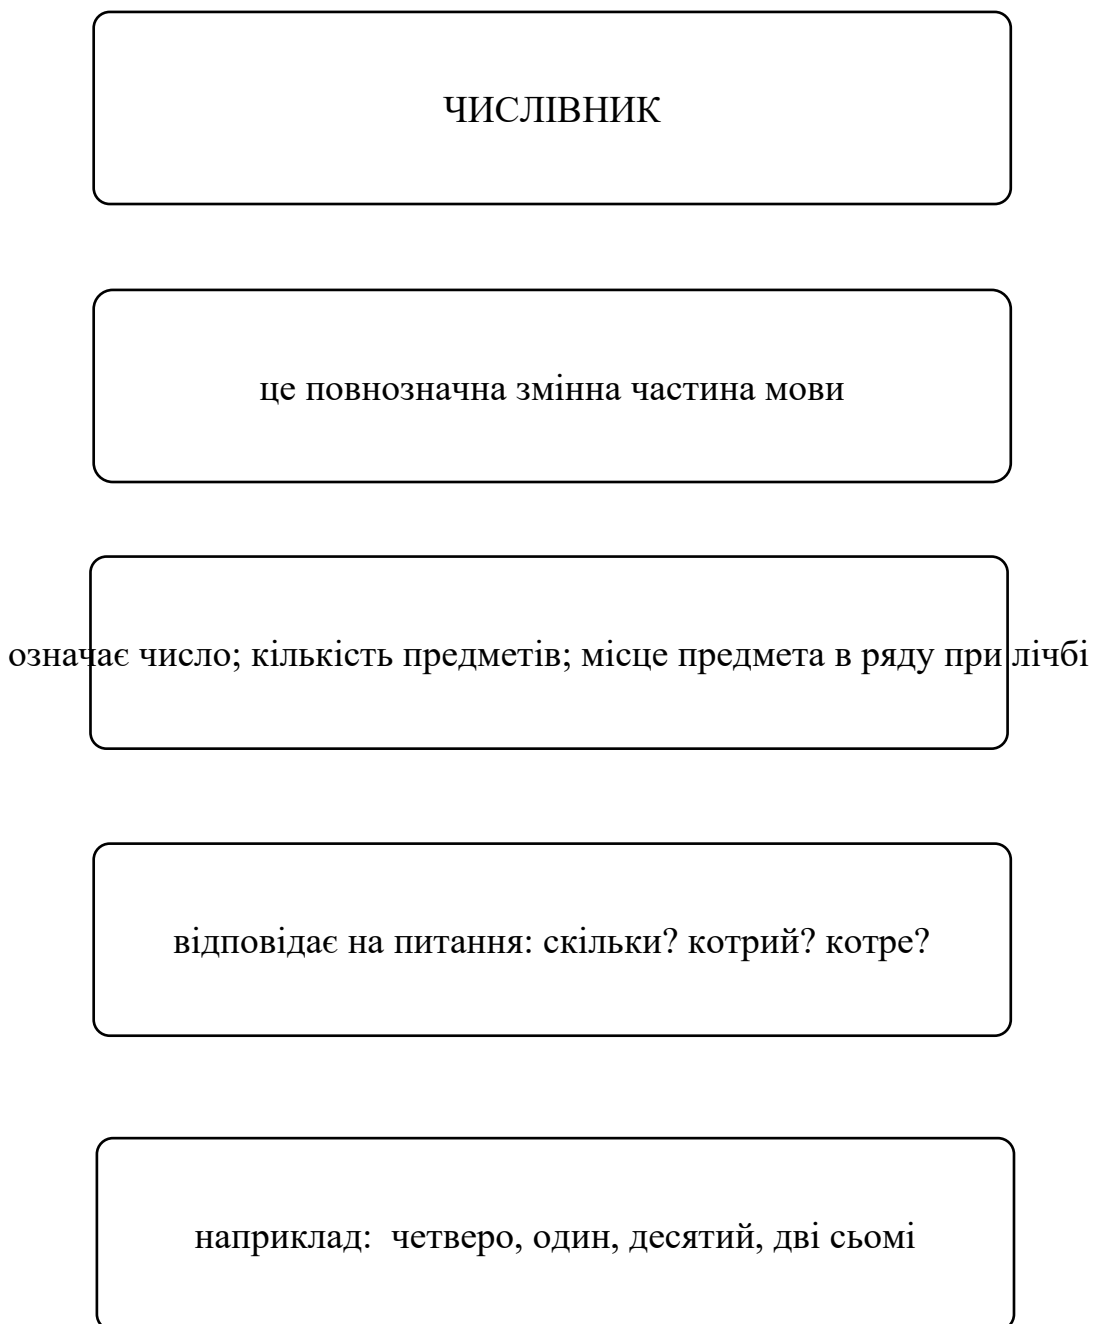 ЧИСЛІВНИК
це повнозначна змінна частина мови
означає число; кількість предметів; місце предмета в ряду при лічбі
відповідає на питання: скільки? котрий? котре?
наприклад:  четверо, один, десятий, дві сьомі